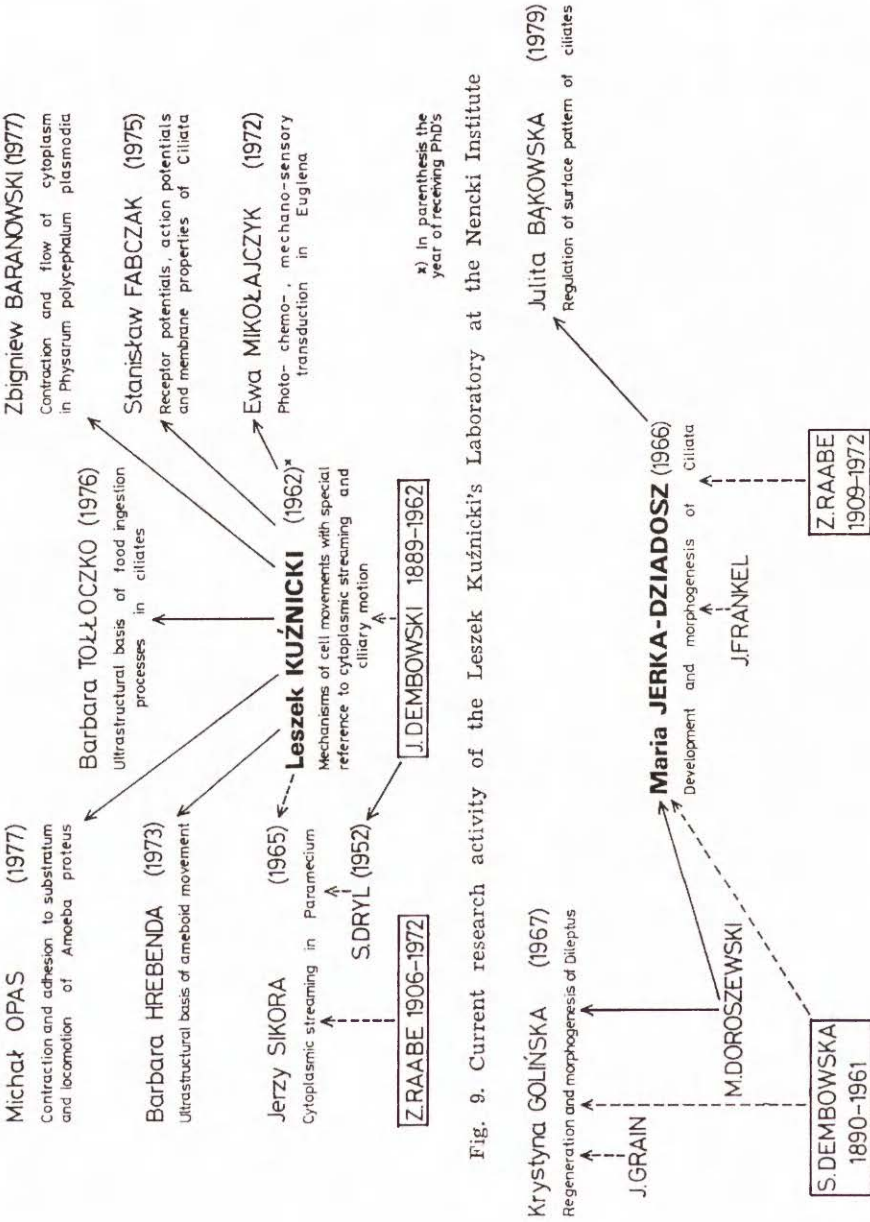 Michał OPAS (1977)
Contraction and adhesion to substratum
and locomotion of Amoeba proteus
Barbara TOŁŁOCZKO (1976)
Ultrastructural basis of food ingestion
processes in ciliates
Zbigniew BARANOWSKI (1977)
Contraction and flow of cytoplasm
in Physarum polycephalum plasmodia
Barbara HREBENDA (1973)
Ultrastructural basis of ameboid movement
Stanisław FABCZAK (1975)
Receptor potentials, action potentials
and membrane properties of Ciliata
Jerzy SIKORA (1965)
Cytoplasmic streaming in Paramecium
Leszek KUŹNICKI (1962)*
Mechanisms of cell movements with special
reference to cytoplasmic streaming and
ciliary motion
Ewa MIKOŁAJCZYK (1972)
Photo- chemo-, mechano-sensory
transduction in Euglena
S.DRYL (1952)
Z.RAABE 1906-1972
J.DEMBOWSKI 1889-1962
x) In parenthesis the
year of receiving PhD's
Fig. 9. Current research activity of the Leszek Kuźnicki's Laboratory at the Nencki Institute
Krystyna GOLIŃSKA (1967)
Regeneration and morphogenesis of Dileptus
J.GRAIN
Julita BĄKOWSKA (1979)
Regulation of surface pattern of ciliates
Maria JERKA-DZIADOSZ (1966)
Development and morphogenesis of Ciliata
M.DOROSZEWSKI
J.FRANKEL
S.DEMBOWSKA
1890-1961
Z.RAABE
1909-1972